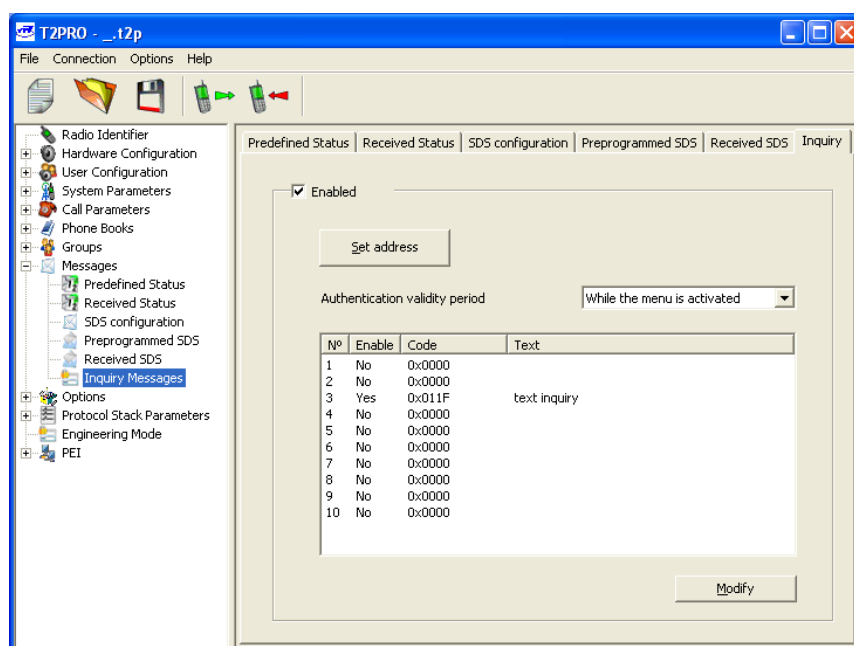 T2PRO - _.t2p
File Connection Options Help
Radio Identifier
Hardware Configuration
User Configuration
System Parameters
Call Parameters
Phone Books
Groups
Messages
Predefined Status
Received Status
SDS configuration
Preprogrammed SDS
Received SDS
Inquiry Messages
Options
Protocol Stack Parameters
Engineering Mode
PEI
Predefined Status Received Status SDS configuration Preprogrammed SDS Received SDS Inquiry
Enabled
Set address
Authentication validity period While the menu is activated
Nº Enable Code Text
1 No 0x0000
2 No 0x0000
3 Yes 0x011F text inquiry
4 No 0x0000
5 No 0x0000
6 No 0x0000
7 No 0x0000
8 No 0x0000
9 No 0x0000
10 No 0x0000
Modify